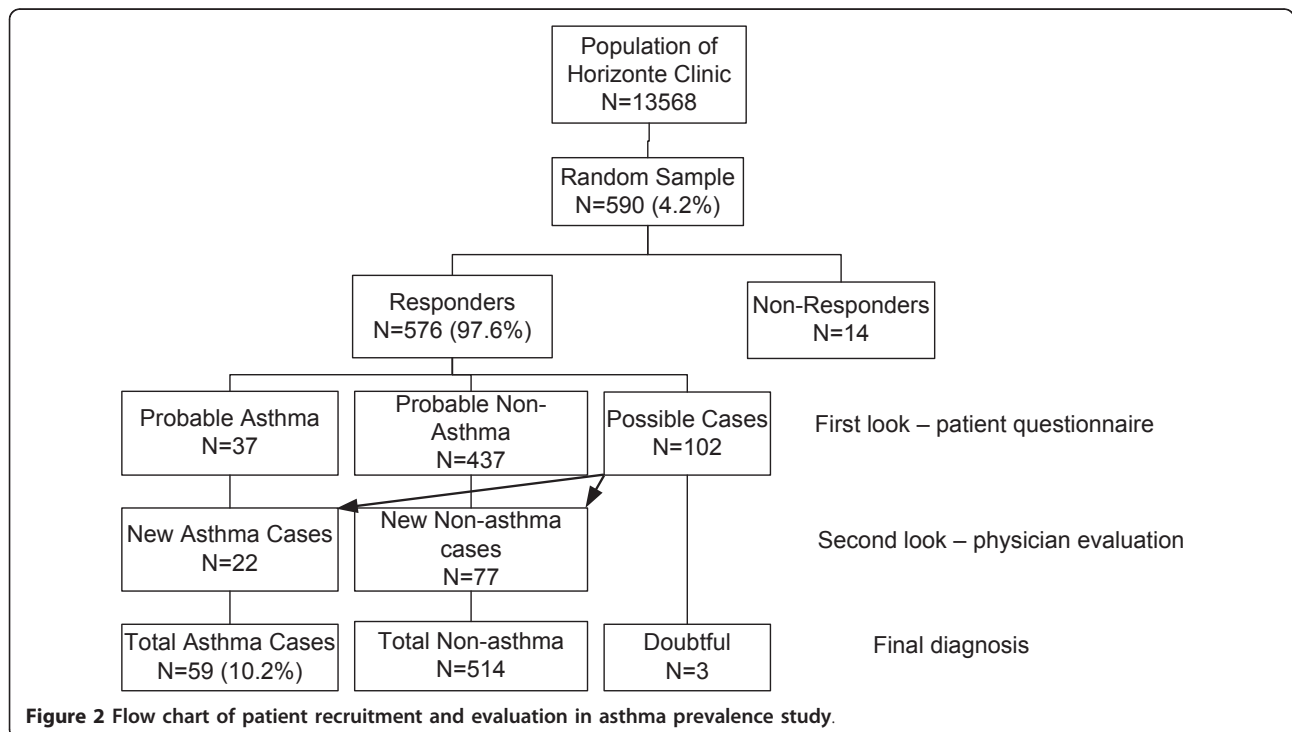 Population of
Horizonte Clinic
N=13568
Random Sample
N=590 (4.2%)
Responders
N=576 (97.6%)
Non-Responders
N=14
Probable Asthma
N=37
Probable Non-
Asthma
N=437
Possible Cases
N=102
First look – patient questionnaire
New Asthma Cases
N=22
New Non-asthma
cases
N=77
Second look – physician evaluation
Total Asthma Cases
N=59 (10.2%)
Total Non-asthma
N=514
Doubtful
N=3
Final diagnosis
Figure 2 Flow chart of patient recruitment and evaluation in asthma prevalence study.